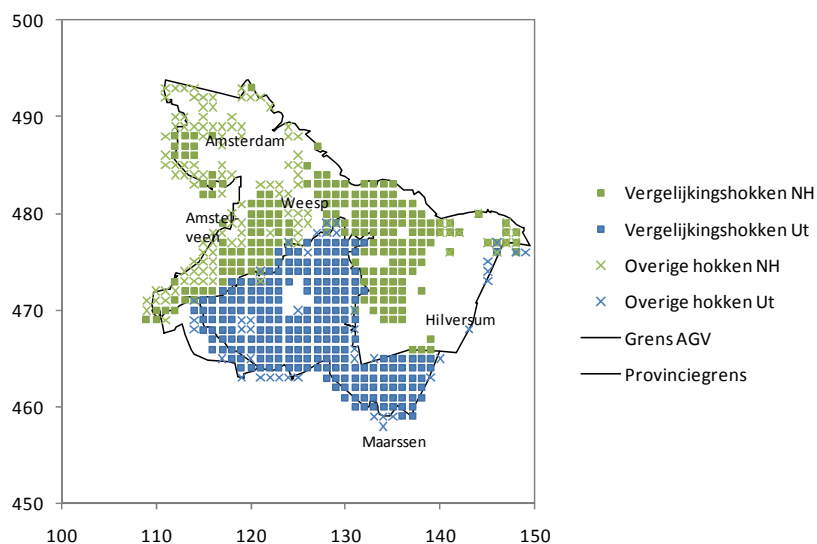 500
490
480
470
460
450
100
110
120
130
140
150
Amsterdam
Amstel-
veen
Weesp
Hilversum
Maarssen
Vergelijkingshokken NH
Vergelijkingshokken Ut
Overige hokken NH
Overige hokken Ut
Grens AGV
Provinciegrens